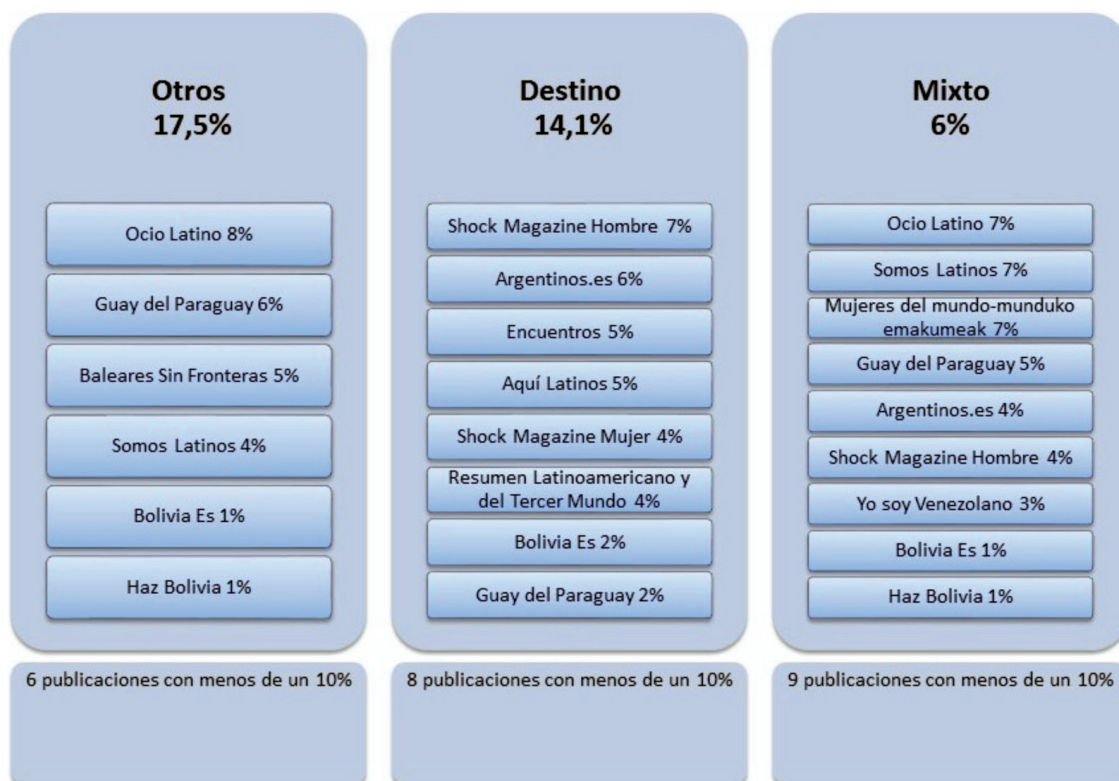 Otros
17,5%
Ocio Latino 8%
Guay del Paraguay 6%
Baleares Sin Fronteras 5%
Somos Latinos 4%
Bolivia Es 1%
Haz Bolivia 1%
6 publicaciones con menos de un 10%
Destino
14,1%
Shock Magazine Hombre 7%
Argentinos.es 6%
Encuentros 5%
Aquí Latinos 5%
Shock Magazine Mujer 4%
Resumen Latinoamericano y
del Tercer Mundo 4%
Bolivia Es 2%
Guay del Paraguay 2%
8 publicaciones con menos de un 10%
Mixto
6%
Ocio Latino 7%
Somos Latinos 7%
Mujeres del mundo-munduko
emakumeak 7%
Guay del Paraguay 5%
Argentinos.es 4%
Shock Magazine Hombre 4%
Yo soy Venezolano 3%
Bolivia Es 1%
Haz Bolivia 1%
9 publicaciones con menos de un 10%